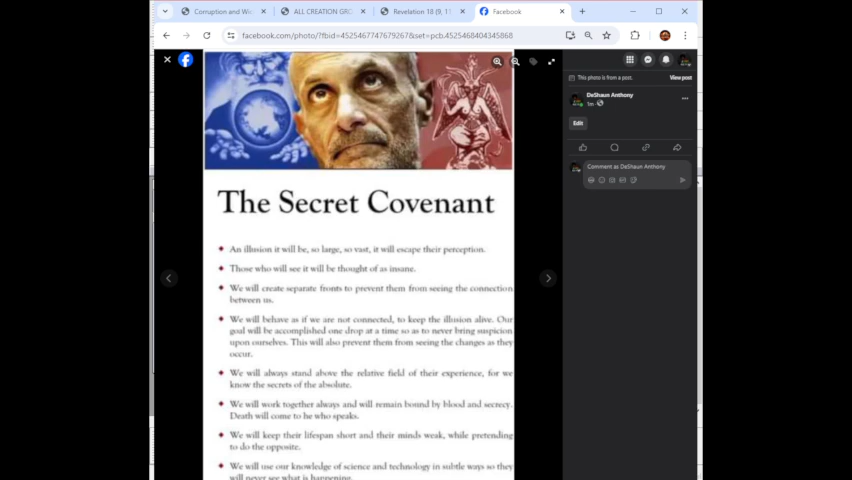 Corruption and Wi
ALL CREATION GRO
Revelation 18 (9, 11
Facebook
facebook.com/photo/?fbid=4525467747679267&set=pcb.4525468404345868
This photo is from a post.
View post
DeShaun Anthony
1m
Edit
Comment as DeShaun Anthony
The Secret Covenant
An illusion it will be, so large, so vast, it will escape their perception.
Those who will see it will be thought of as insane.
We will create separate fronts to prevent them from seeing the connection
between us.
We will behave as if we are not connected, to keep the illusion alive. Our
goal will be accomplished one drop at a time so as to never bring suspicion
upon ourselves. This will also prevent them from seeing the changes as they
occur.
We will always stand above the relative field of their experience, for we
know the secrets of the absolute.
We will work together always and will remain bound by blood and secrecy.
Death will come to he who speaks.
We will keep their lifespan short and their minds weak, while pretending
to do the opposite.
We will use our knowledge of science and technology in subtle ways so they
will never see what is happening.